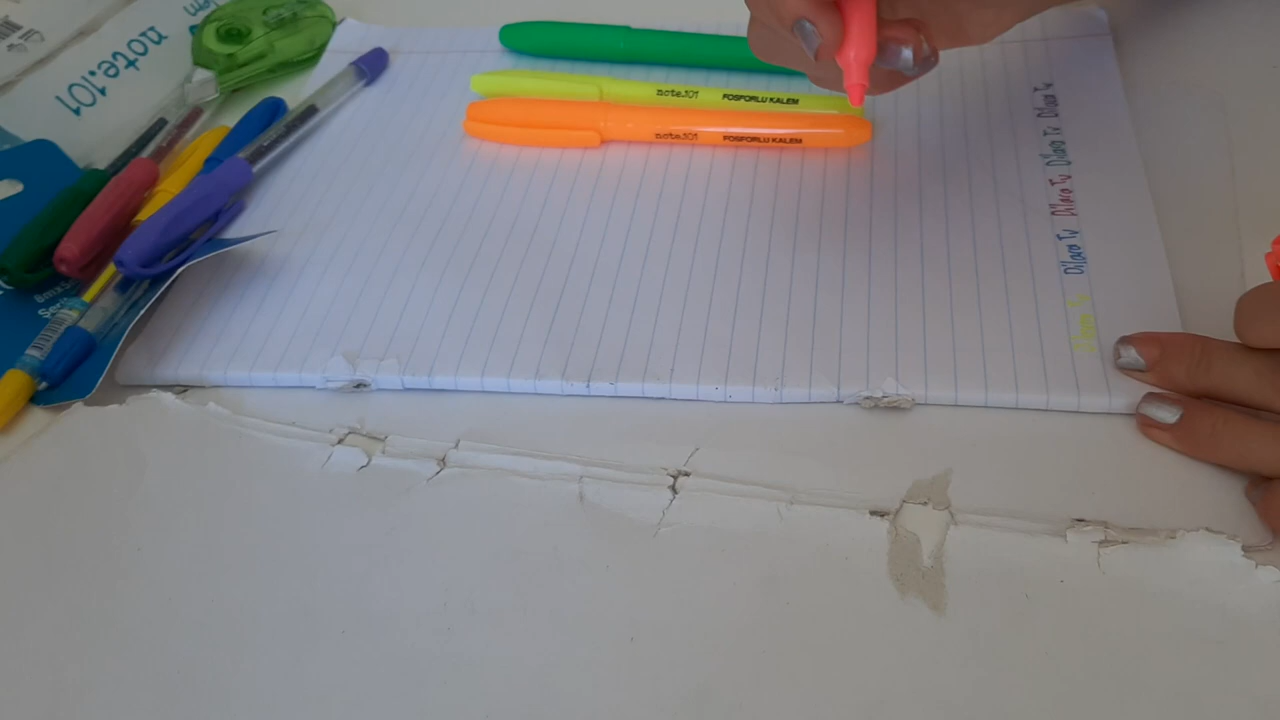 note.101
note.101 FOSFORLU KALEM
note.101 FOSFORLU KALEM
Dilara Tv Dilara Tv Dilara Tv Dilara Tv Dilara Tv